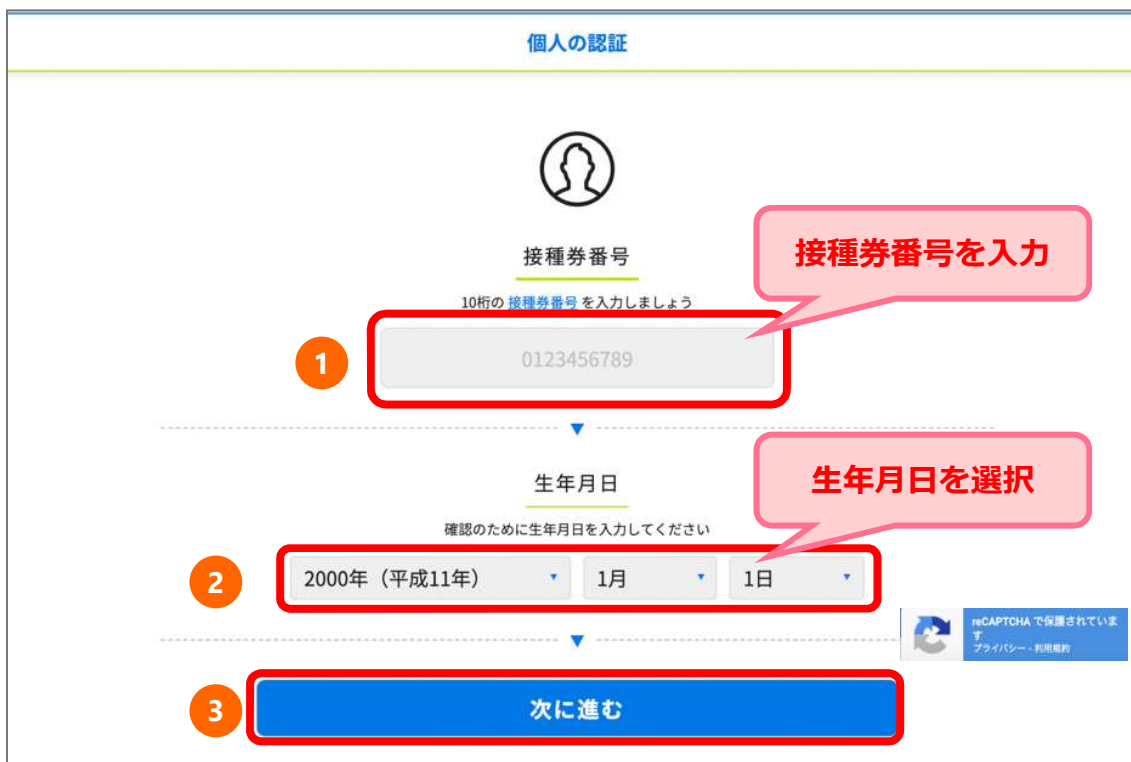 個人の認証
接種券番号を入力
接種券番号
10桁の 接種券番号 を入力しましょう
1
0123456789
▼
生年月日を選択
生年月日
確認のために生年月日を入力してください
2
2000年（平成11年） ▼ 1月 ▼ 1日 ▼
reCAPTCHA で保護されていま
す
プライバシー - 利用規約
▼
3
次に進む